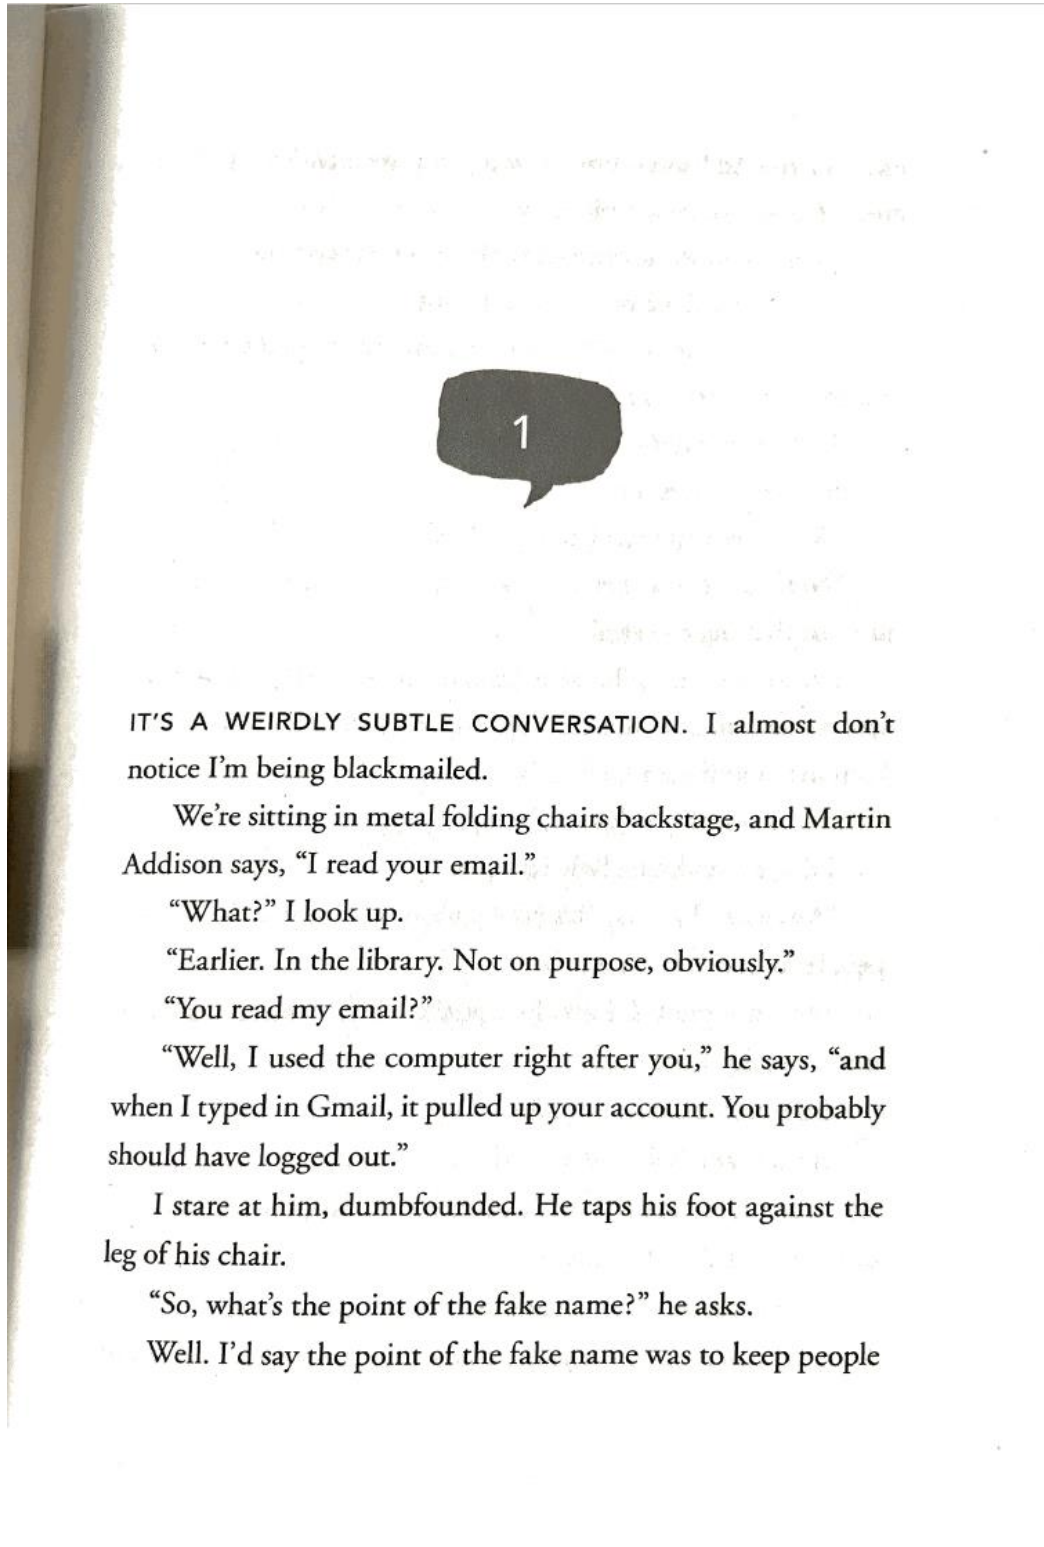 1
IT'S A WEIRDLY SUBTLE CONVERSATION. I almost don't
notice I'm being blackmailed.
We're sitting in metal folding chairs backstage, and Martin
Addison says, “I read your email.”
“What?” I look up.
“Earlier. In the library. Not on purpose, obviously.”
“You read my email?”
“Well, I used the computer right after you,” he says, “and
when I typed in Gmail, it pulled up your account. You probably
should have logged out.”
I stare at him, dumbfounded. He taps his foot against the
leg of his chair.
“So, what's the point of the fake name?” he asks.
Well. I'd say the point of the fake name was to keep people